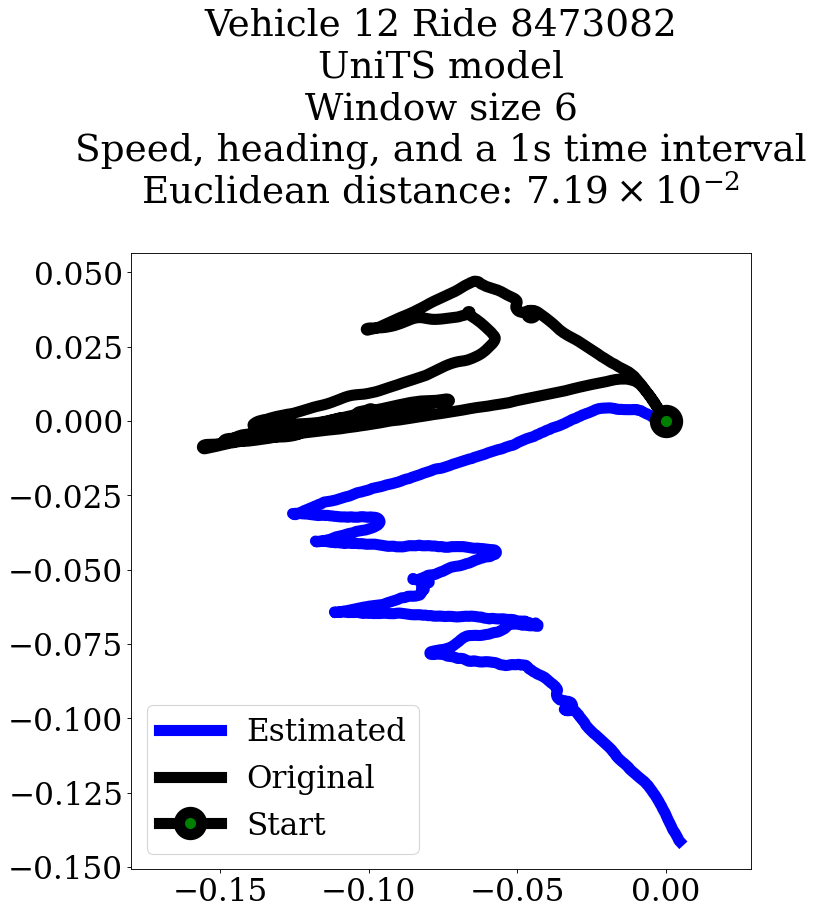 Vehicle 12 Ride 8473082
UniTS model
Window size 6
Speed, heading, and a 1s time interval
Euclidean distance: 7.19 × 10⁻²
0.050
0.025
0.000
−0.025
−0.050
−0.075
−0.100
−0.125
−0.150
Estimated
Original
Start
−0.15
−0.10
−0.05
0.00